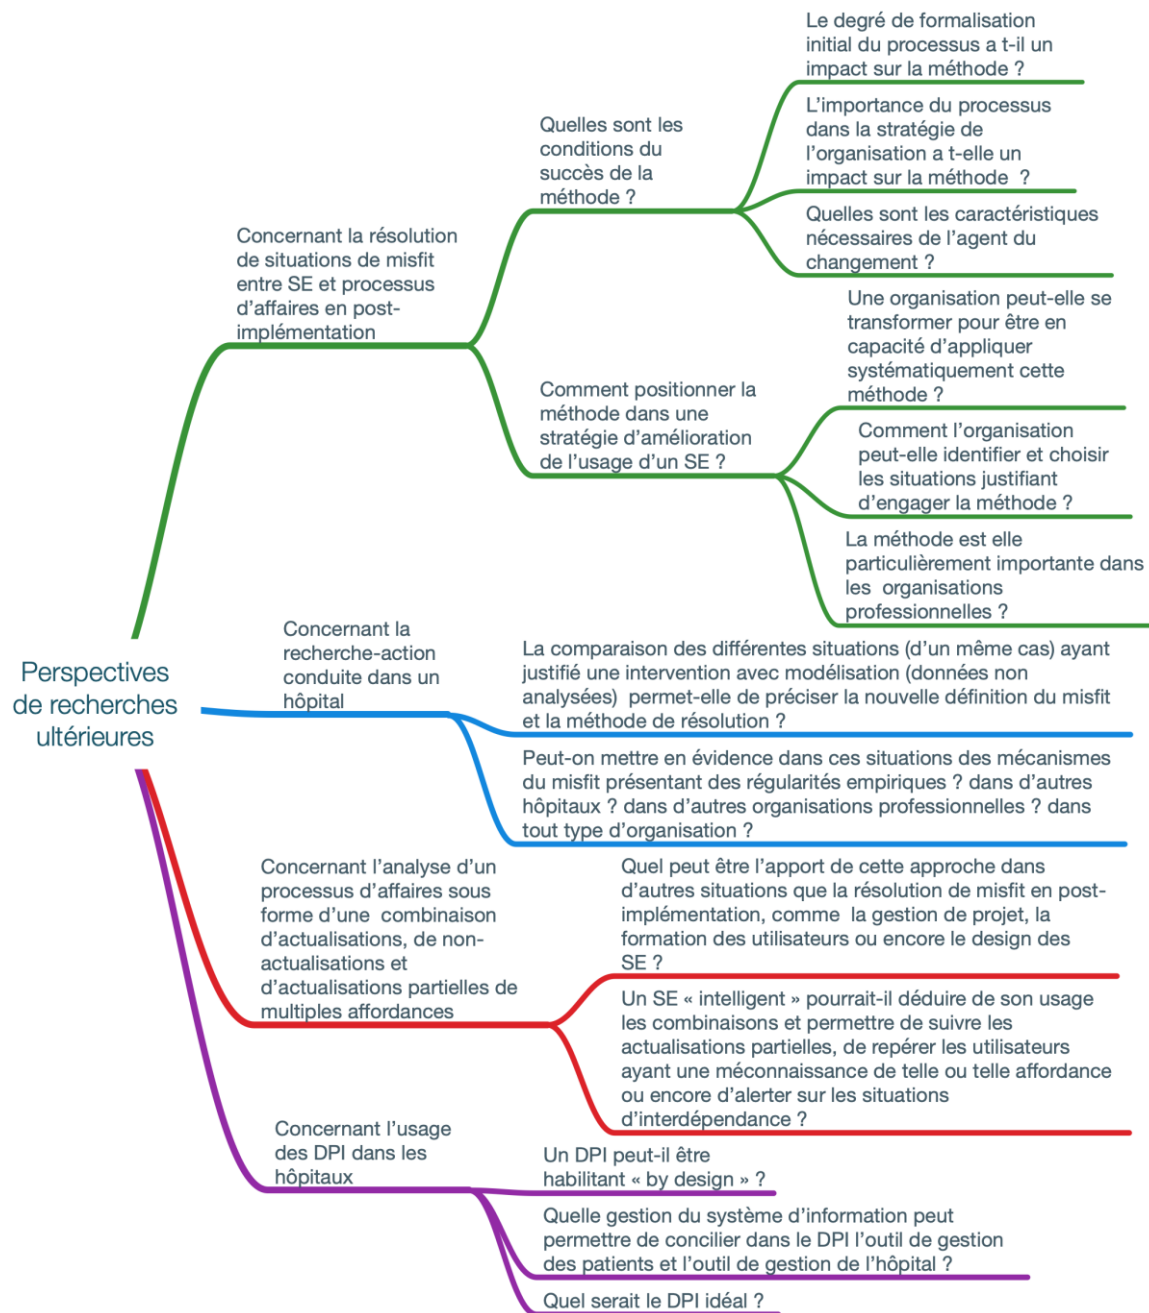 Perspectives
de recherches
ultérieures
Concernant la résolution
de situations de misfit
entre SE et processus
d'affaires en post-
implémentation
Quelles sont les
conditions du
succès de la
méthode ?
Le degré de formalisation
initial du processus a t-il un
impact sur la méthode ?
L'importance du processus
dans la stratégie de
l'organisation a t-elle un
impact sur la méthode  ?
Quelles sont les caractéristiques
nécessaires de l'agent du
changement ?
Comment positionner la
méthode dans une
stratégie d'amélioration
de l'usage d'un SE ?
Une organisation peut-elle se
transformer pour être en
capacité d'appliquer
systématiquement cette
méthode ?
Comment l'organisation
peut-elle identifier et choisir
les situations justifiant
d'engager la méthode ?
La méthode est elle
particulièrement importante dans
les  organisations
professionnelles ?
Concernant la
recherche-action
conduite dans un
hôpital
La comparaison des différentes situations (d'un même cas) ayant
justifié une intervention avec modélisation (données non
analysées)  permet-elle de préciser la nouvelle définition du misfit
et la méthode de résolution ?
Peut-on mettre en évidence dans ces situations des mécanismes
du misfit présentant des régularités empiriques ? dans d'autres
hôpitaux ? dans d'autres organisations professionnelles ? dans
tout type d'organisation ?
Concernant l'analyse d'un
processus d'affaires sous
forme d'une  combinaison
d'actualisations, de non-
actualisations et
d'actualisations partielles de
multiples affordances
Quel peut être l'apport de cette approche dans
d'autres situations que la résolution de misfit en post-
implémentation, comme  la gestion de projet, la
formation des utilisateurs ou encore le design des
SE ?
Un SE « intelligent » pourrait-il déduire de son usage
les combinaisons et permettre de suivre les
actualisations partielles, de repérer les utilisateurs
ayant une méconnaissance de telle ou telle affordance
ou encore d'alerter sur les situations
d'interdépendance ?
Concernant l'usage
des DPI dans les
hôpitaux
Un DPI peut-il être
habilitant « by design » ?
Quelle gestion du système d'information peut
permettre de concilier dans le DPI l'outil de gestion
des patients et l'outil de gestion de l'hôpital ?
Quel serait le DPI idéal ?